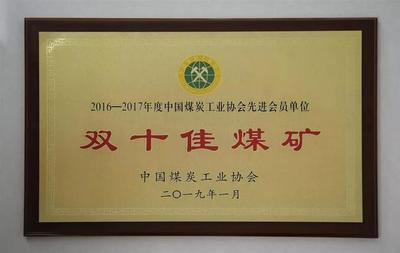 2016—2017年度中国煤炭工业协会先进会员单位
双十佳煤矿
中国煤炭工业协会
二〇一九年一月